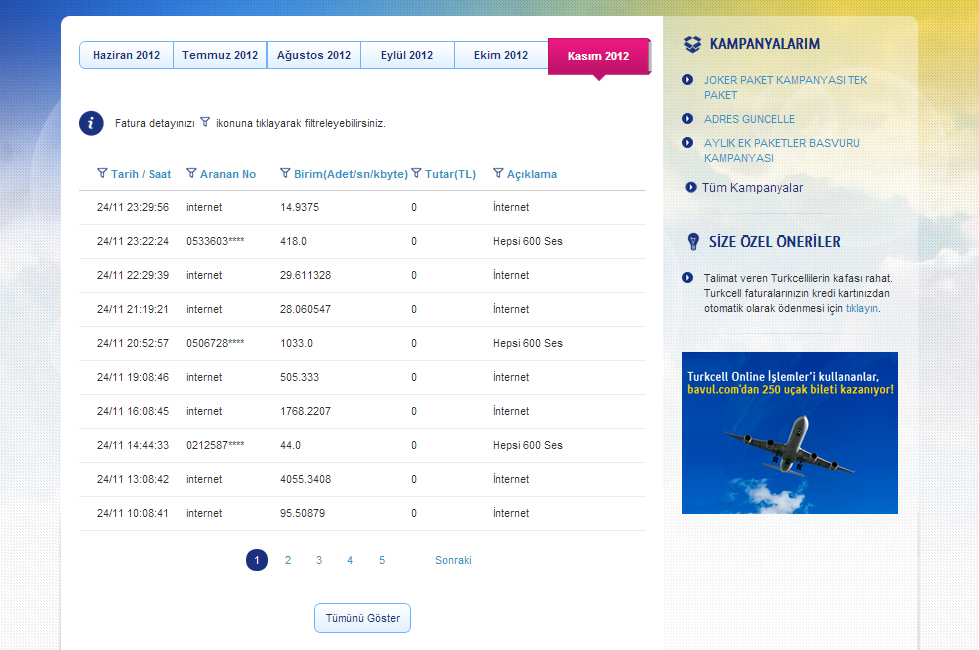 Haziran 2012 Temmuz 2012 Ağustos 2012 Eylül 2012 Ekim 2012 Kasım 2012
Fatura detayınızı ikonuna tıklayarak filtreleyebilirsiniz.
Tarih / Saat Aranan No Birim(Adet/sn/kbyte) Tutar(TL) Açıklama
24/11 23:29:56 internet 14.9375 0 İnternet
24/11 23:22:24 0533603**** 418.0 0 Hepsi 600 Ses
24/11 22:29:39 internet 29.611328 0 İnternet
24/11 21:19:21 internet 28.060547 0 İnternet
24/11 20:52:57 0506728**** 1033.0 0 Hepsi 600 Ses
24/11 19:08:46 internet 505.333 0 İnternet
24/11 16:08:45 internet 1768.2207 0 İnternet
24/11 14:44:33 0212587**** 44.0 0 Hepsi 600 Ses
24/11 13:08:42 internet 4055.3408 0 İnternet
24/11 10:08:41 internet 95.50879 0 İnternet
1 2 3 4 5 Sonraki
Tümünü Göster
KAMPANYALARIM
JOKER PAKET KAMPANYASI TEK
PAKET
ADRES GUNCELLE
AYLIK EK PAKETLER BASVURU
KAMPANYASI
Tüm Kampanyalar
SİZE ÖZEL ÖNERİLER
Talimat veren Turkcellilerin kafası rahat.
Turkcell faturalarınızın kredi kartınızdan
otomatik olarak ödenmesi için tıklayın.
Turkcell Online İşlemler'i kullananlar,
bavul.com'dan 250 uçak bileti kazanıyor!